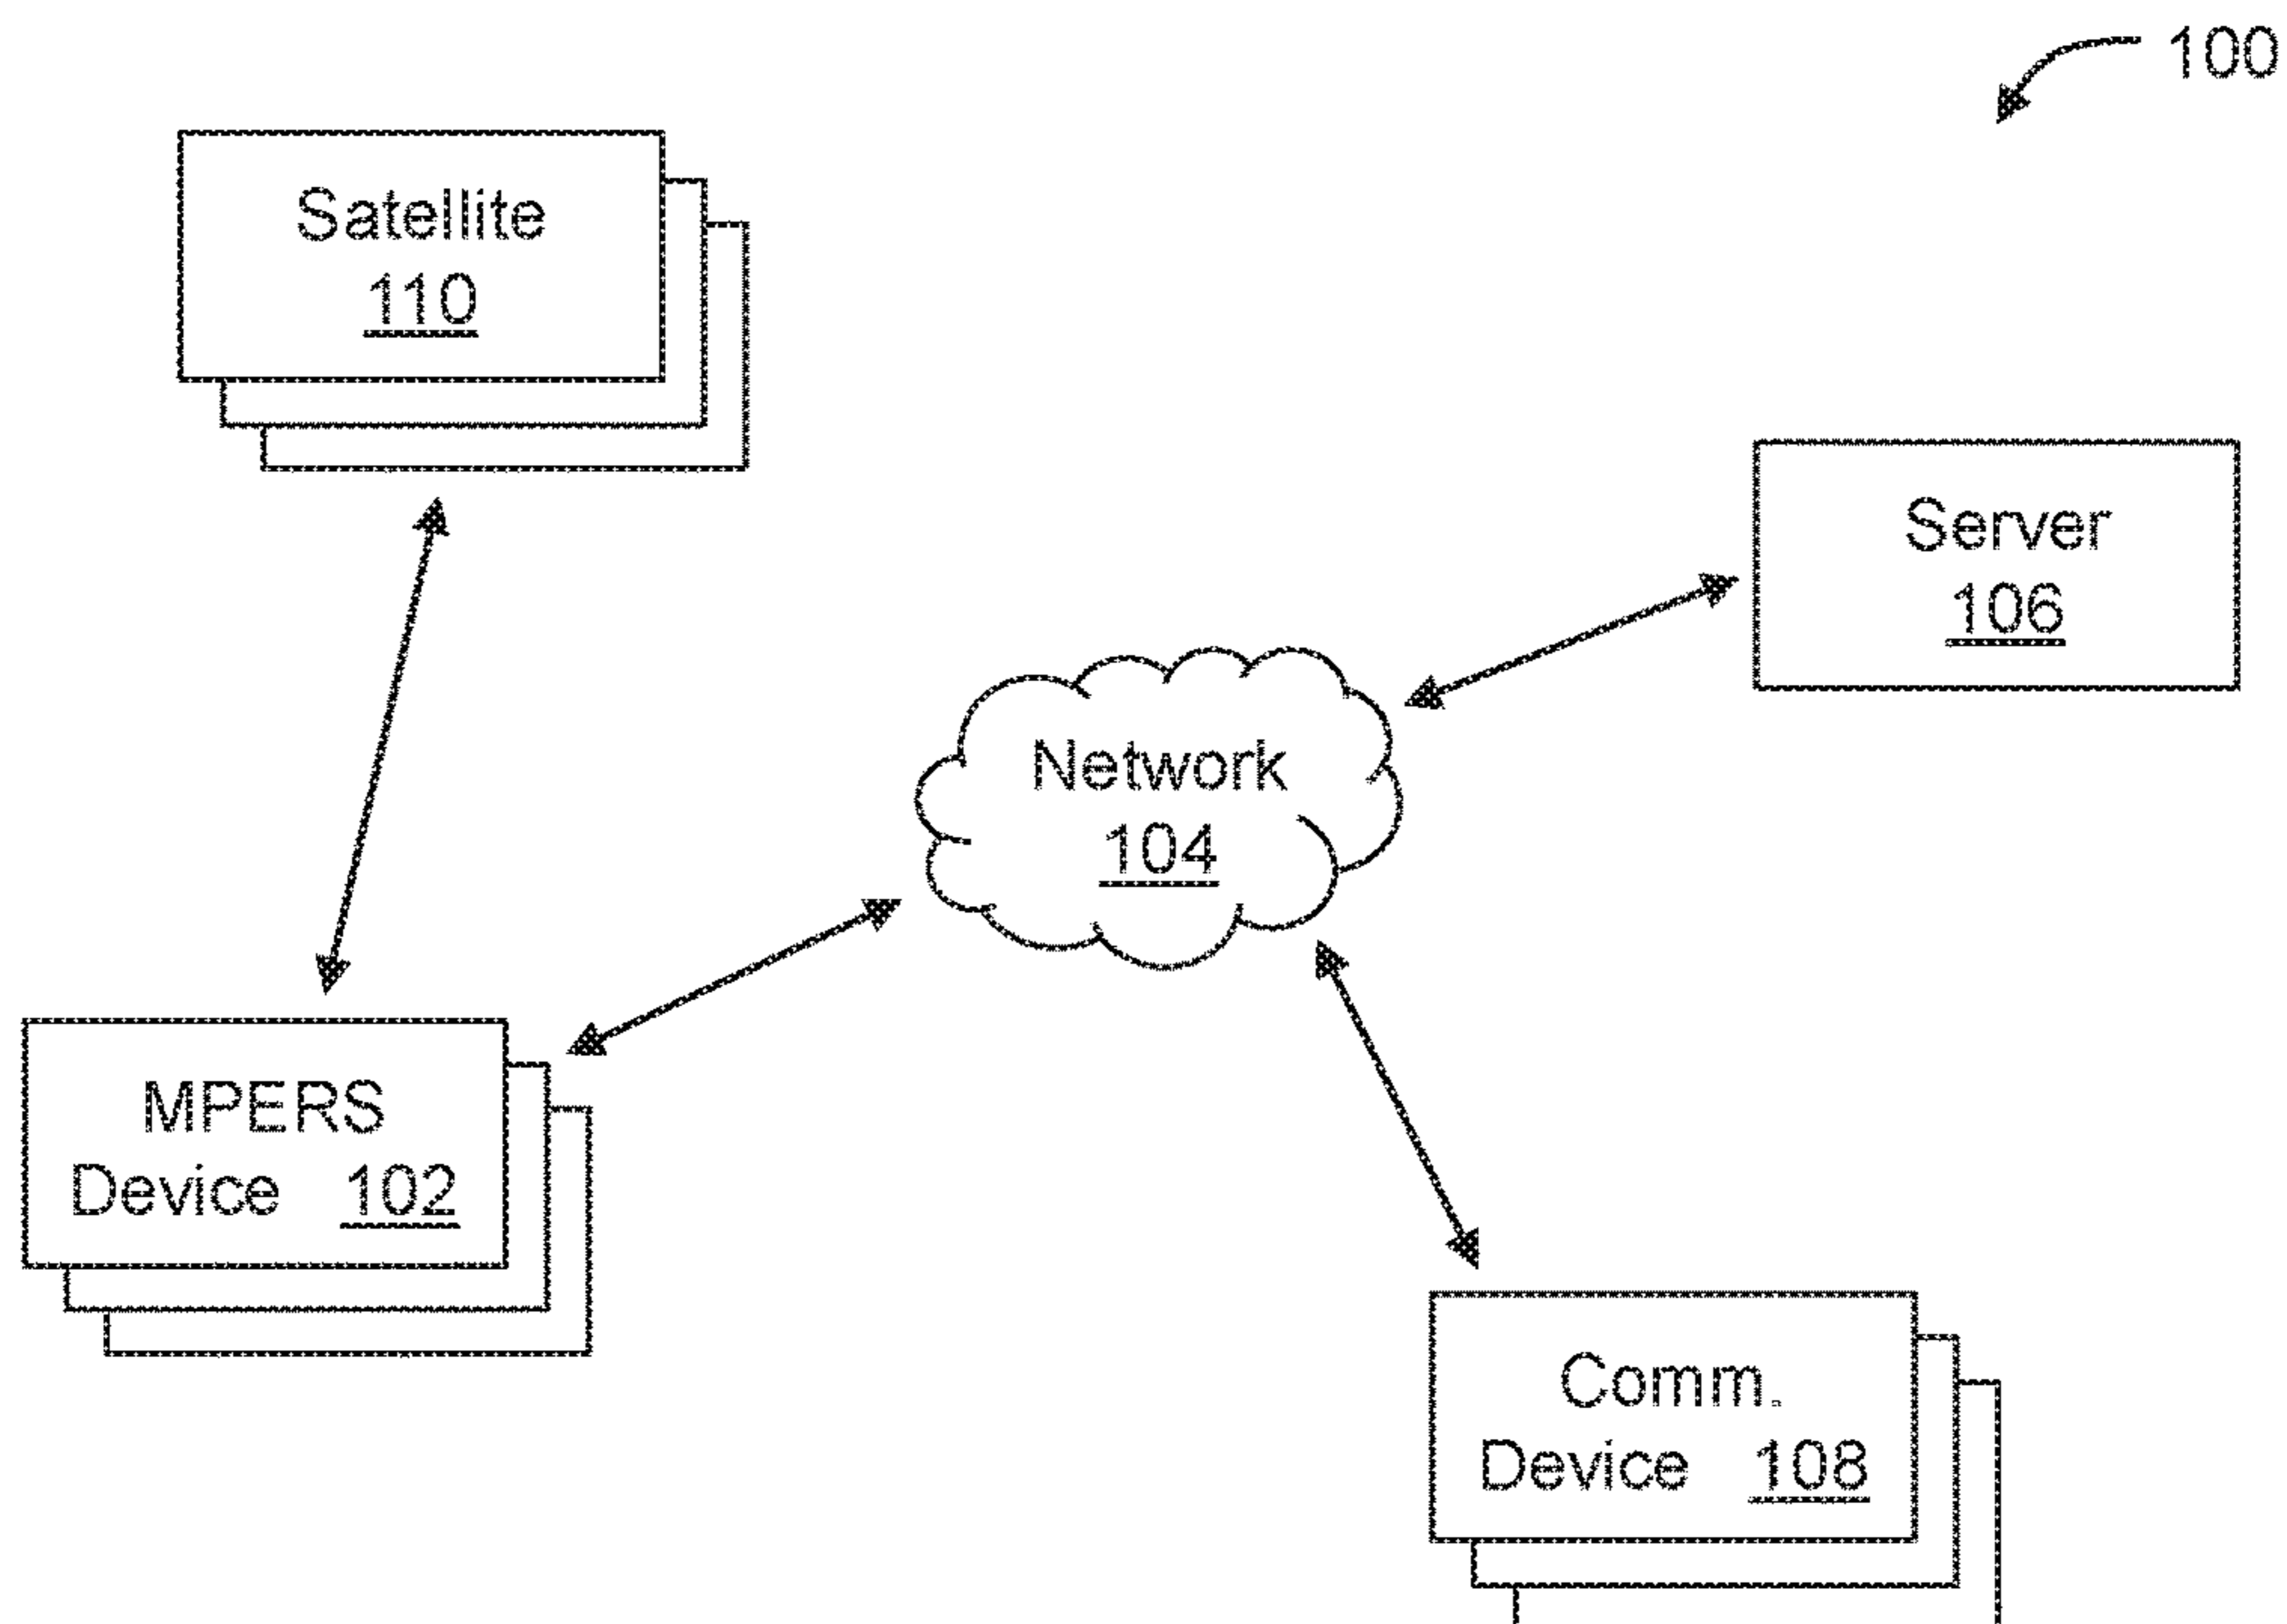 100
Satellite
110
Server
106
Network
104
MPERS
Device 102
Comm.
Device 108